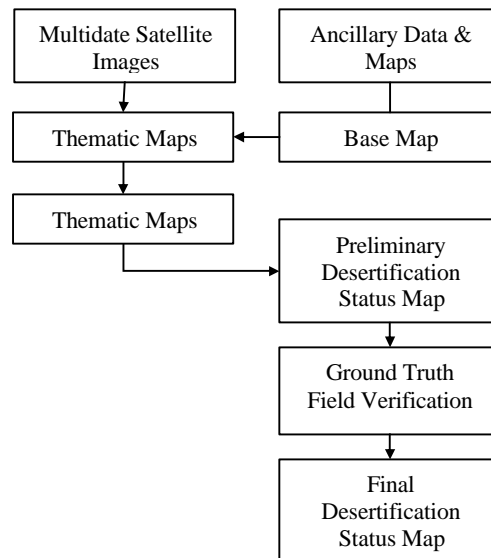 Multidate Satellite
Images
Ancillary Data &
Maps
Thematic Maps
Base Map
Thematic Maps
Preliminary
Desertification
Status Map
Ground Truth
Field Verification
Final
Desertification
Status Map